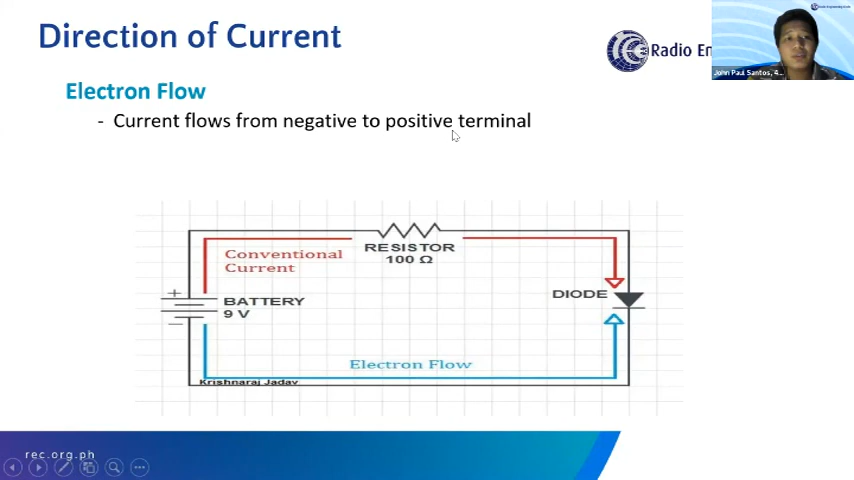 Direction of Current
Radio En
John Paul Santos, 4...
Electron Flow
- Current flows from negative to positive terminal
RESISTOR
100 Ω
Conventional
Current
+
BATTERY
9 V
DIODE
Electron Flow
Krishnaraj Jadav
rec.org.ph